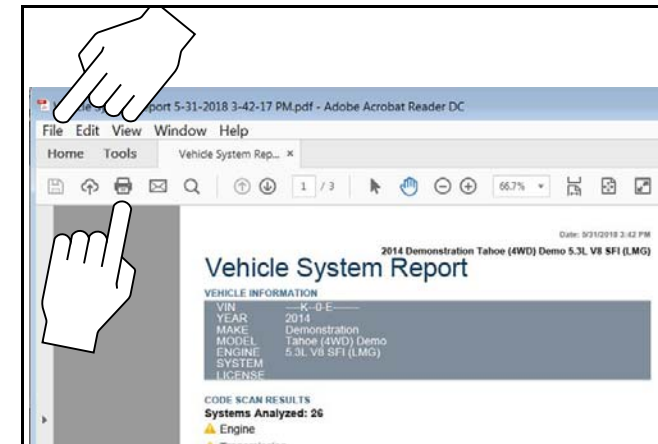 port 5-31-2018 3-42-17 PM.pdf - Adobe Acrobat Reader DC
File Edit View Window Help
Home Tools Vehicle System Rep... ×
1 / 3 66.7%
Date: 5/31/2018 3:42 PM
2014 Demonstration Tahoe (4WD) Demo 5.3L V8 SFI (LMG)
Vehicle System Report
VEHICLE INFORMATION
VIN ----K--0-E--------
YEAR 2014
MAKE Demonstration
MODEL Tahoe (4WD) Demo
ENGINE 5.3L V8 SFI (LMG)
SYSTEM
LICENSE
CODE SCAN RESULTS
Systems Analyzed: 26
Engine